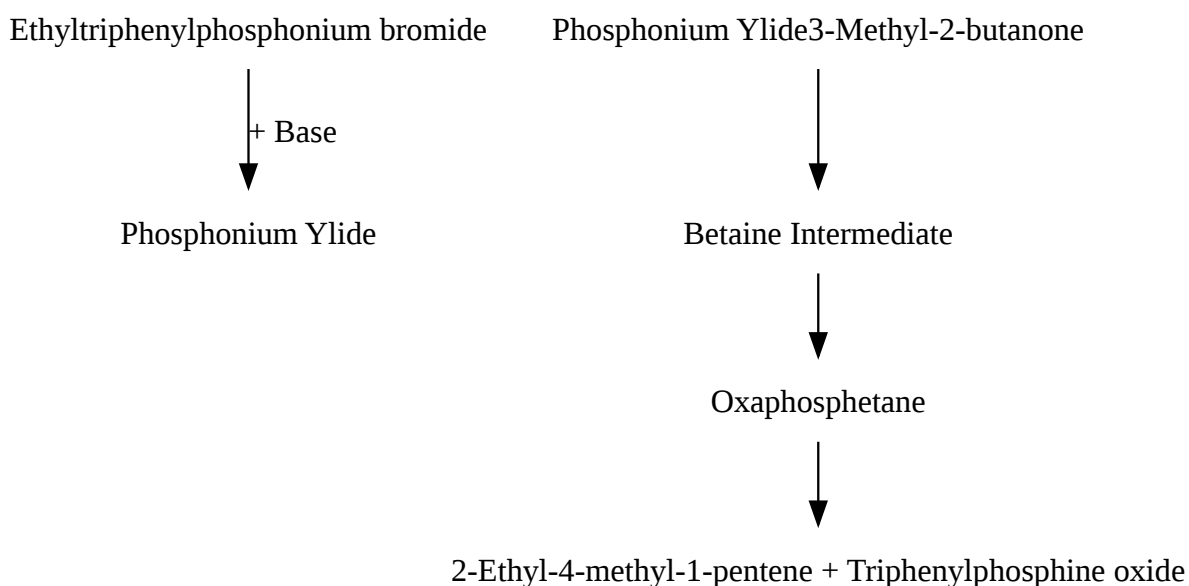 Ethyltriphenylphosphonium bromide
Phosphonium Ylide3-Methyl-2-butanone
+ Base
Phosphonium Ylide
Betaine Intermediate
Oxaphosphetane
2-Ethyl-4-methyl-1-pentene + Triphenylphosphine oxide